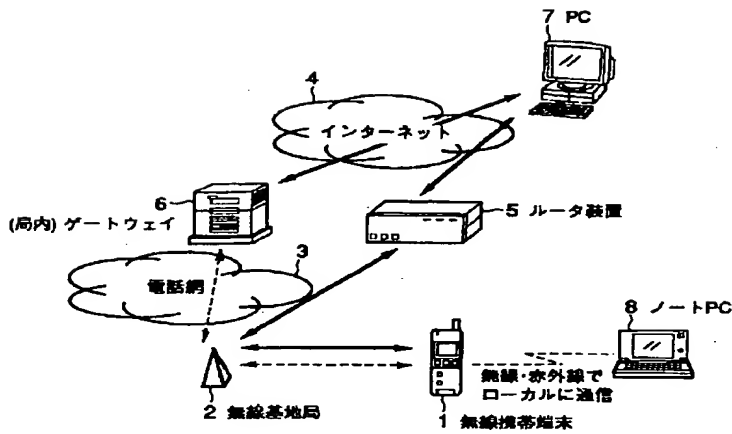 7 PC
4
インターネット
6
(局内) ゲートウェイ
5 ルータ装置
3
電話網
8 ノートPC
無線・赤外線で
ローカルに通信
2 無線基地局
1 無線携帯端末